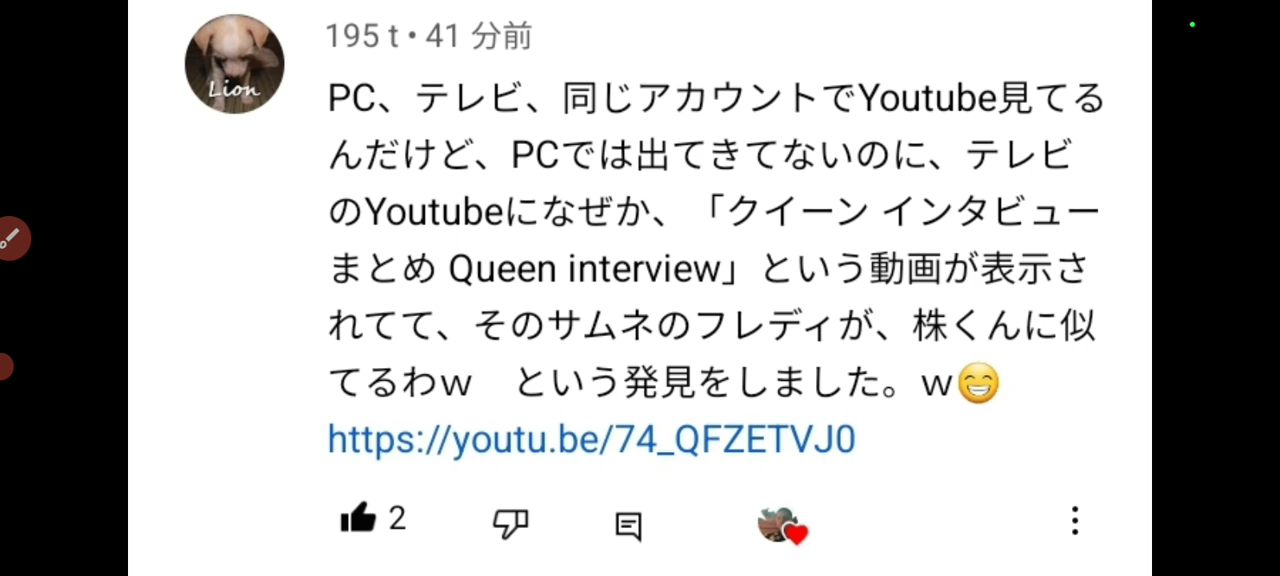 195 t • 41 分前
Lion
PC、テレビ、同じアカウントでYoutube見てる
んだけど、PCでは出てきてないのに、テレビ
のYoutubeになぜか、「クイーン インタビュー
まとめ Queen interview」という動画が表示さ
れてて、そのサムネのフレディが、株くんに似
てるわｗ　という発見をしました。ｗ😁
https://youtu.be/74_QFZETVJ0
2